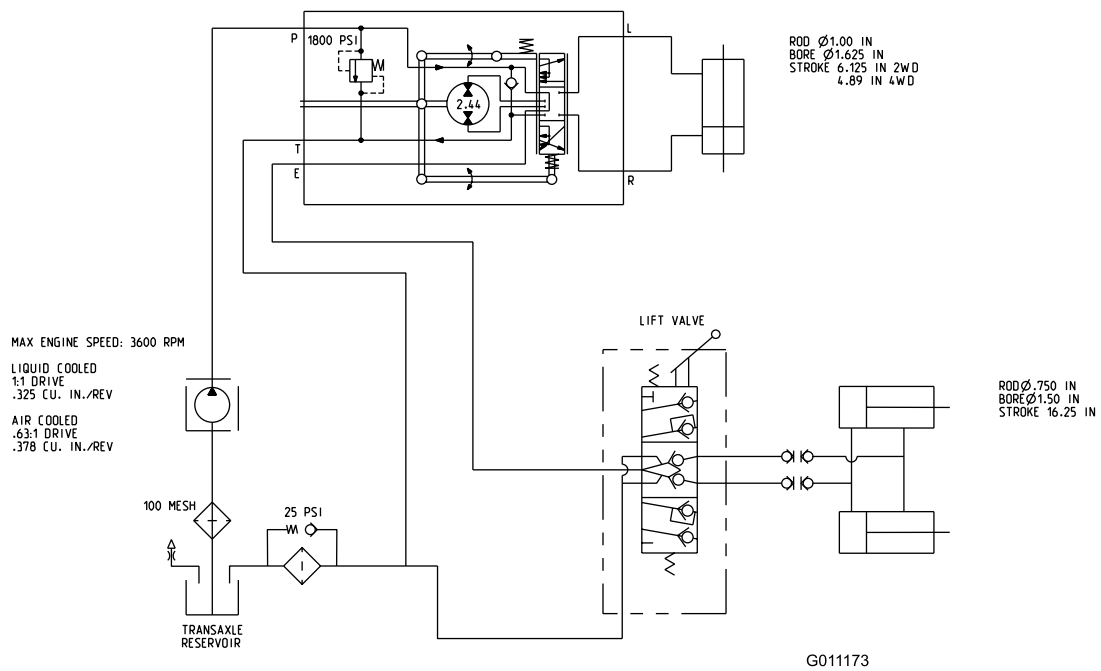 P
1800 PSI
L
ROD Ø1.00 IN
BORE Ø1.625 IN
STROKE 6.125 IN 2WD
4.89 IN 4WD
2.44
T
E
R
LIFT VALVE
MAX ENGINE SPEED: 3600 RPM
LIQUID COOLED
1:1 DRIVE
.325 CU. IN./REV
AIR COOLED
.63:1 DRIVE
.378 CU. IN./REV
RODØ.750 IN
BOREØ1.50 IN
STROKE 16.25 IN
100 MESH
25 PSI
TRANSAXLE
RESERVOIR
G011173